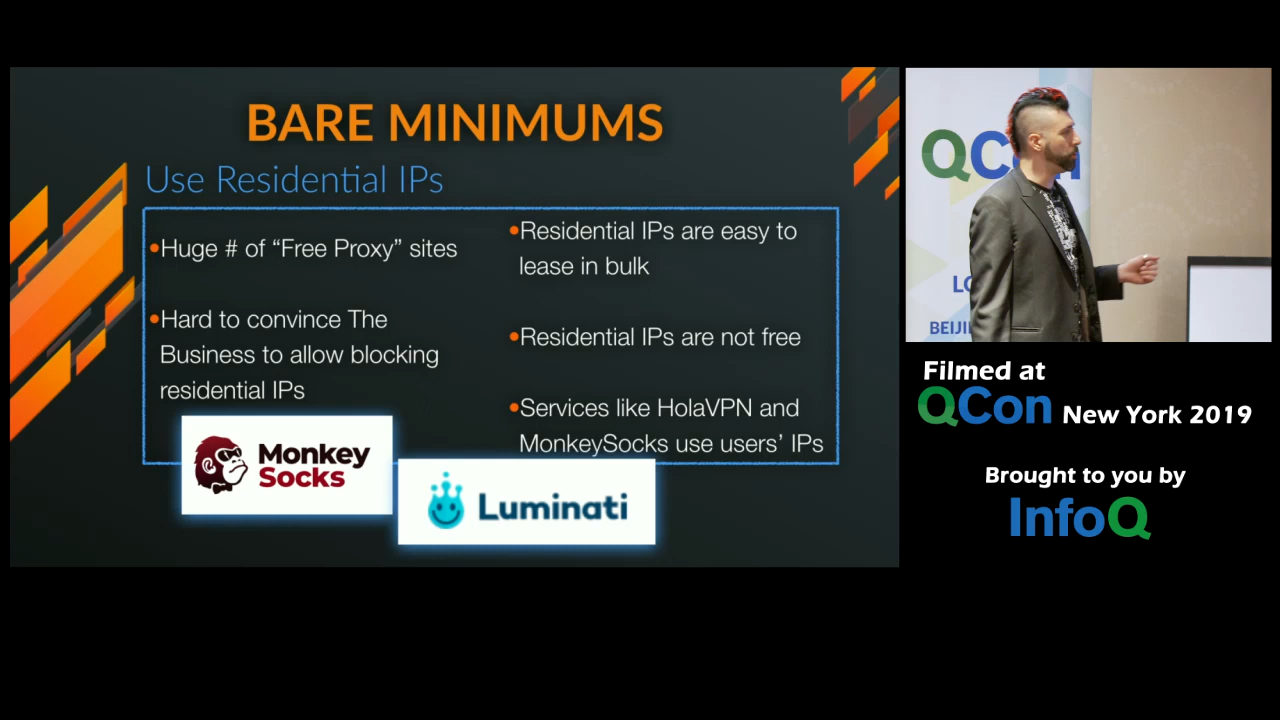 BARE MINIMUMS
Use Residential IPs
•Huge # of “Free Proxy” sites
•Hard to convince The
Business to allow blocking
residential IPs
•Residential IPs are easy to
lease in bulk
•Residential IPs are not free
•Services like HolaVPN and
MonkeySocks use users’ IPs
Monkey
Socks
Luminati
QCon
Filmed at
QCon New York 2019
Brought to you by
InfoQ